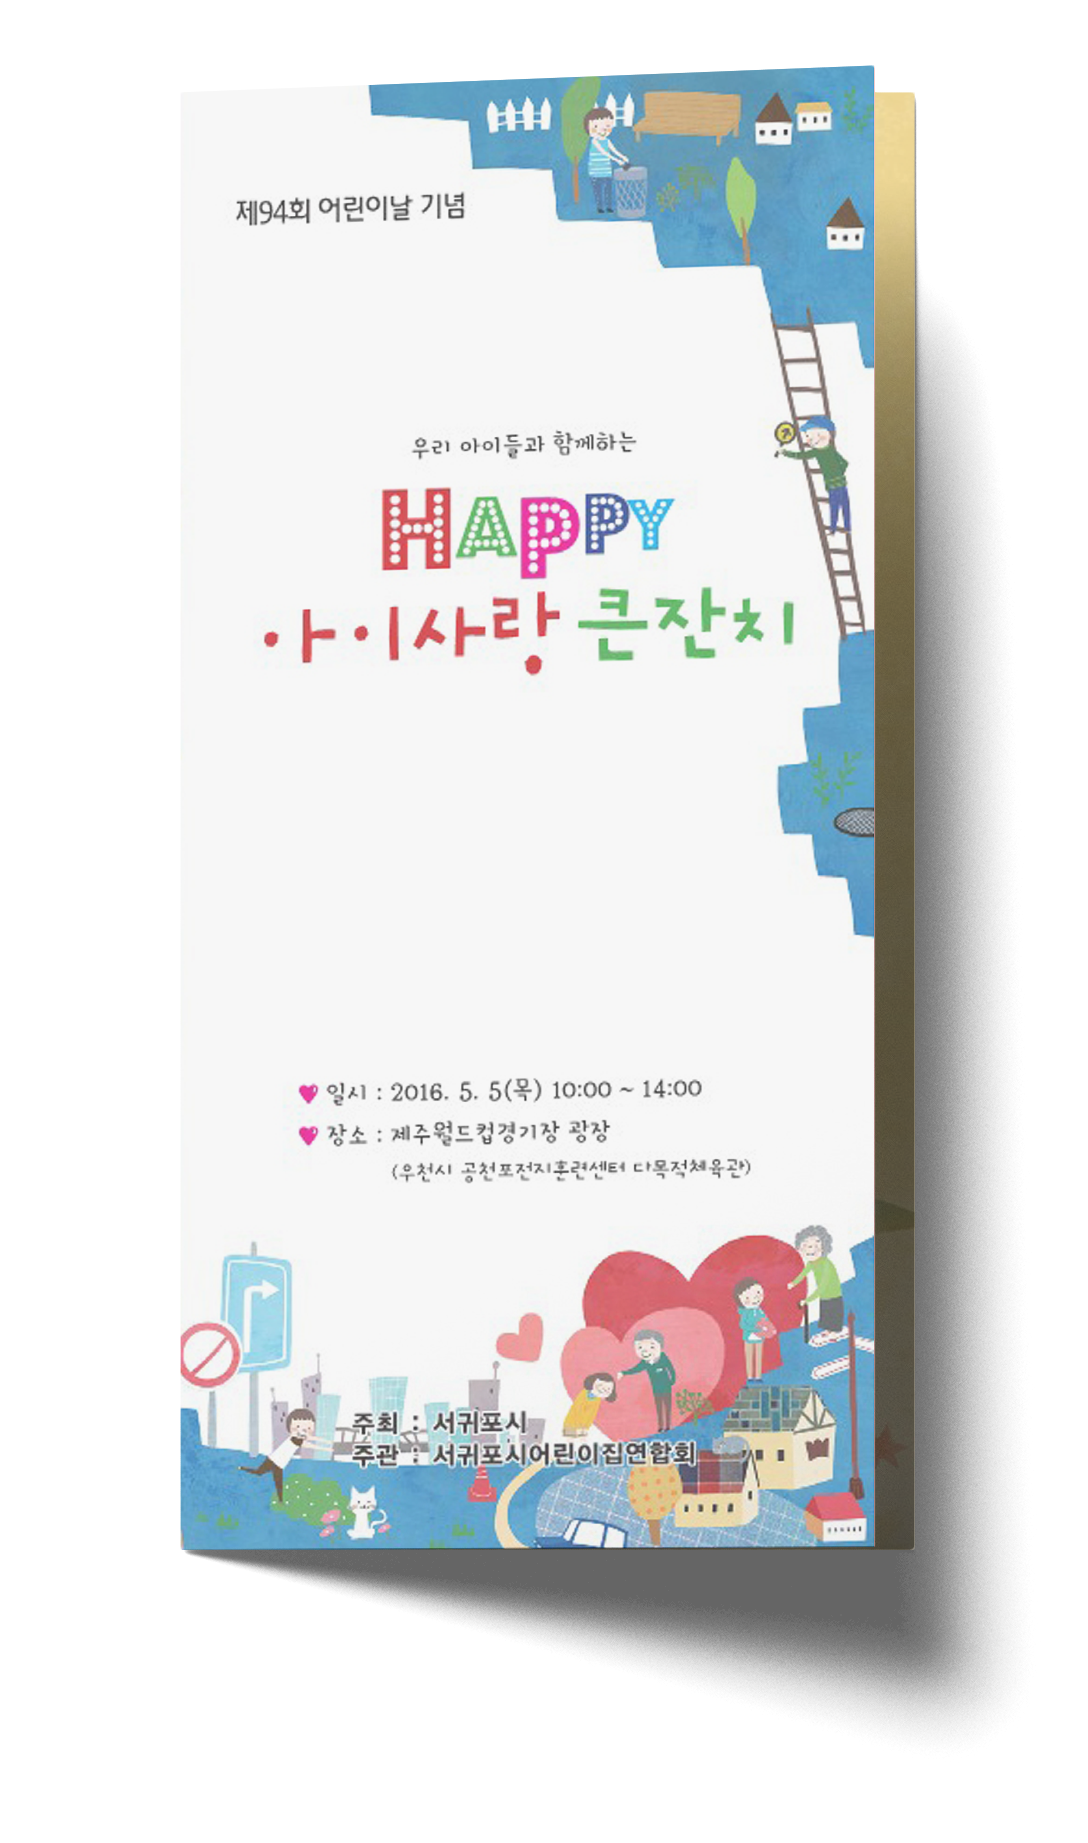 제94회 어린이날 기념
우리 아이들과 함께하는
HAPPY
아이사랑 큰잔치
일시 : 2016. 5. 5(목) 10:00 ~ 14:00
장소 : 제주월드컵경기장 광장
(우천시 공천포전지훈련센터 다목적체육관)
주최 : 서귀포시
주관 : 서귀포시어린이집연합회